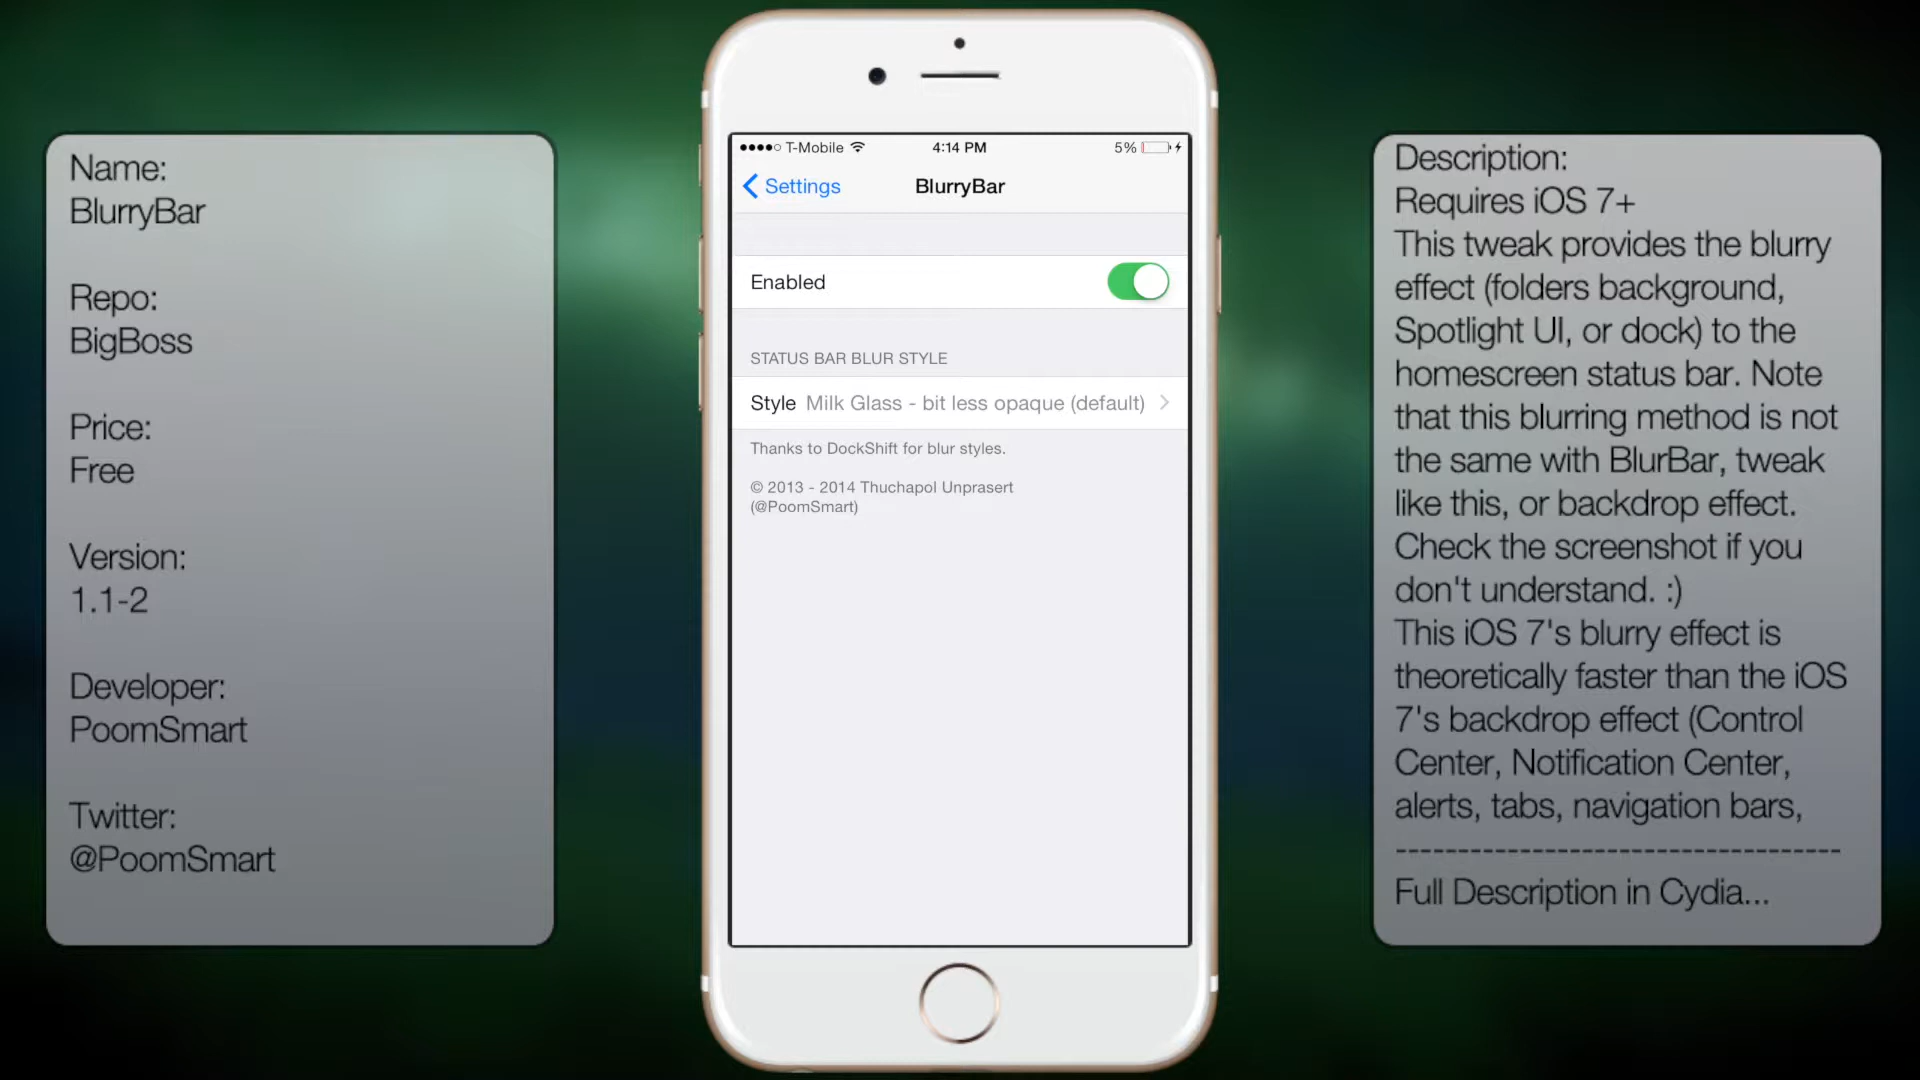 Name:
BlurryBar
Repo:
BigBoss
Price:
Free
Version:
1.1-2
Developer:
PoomSmart
Twitter:
@PoomSmart
T-Mobile 4:14 PM 5%
Settings BlurryBar
Enabled
STATUS BAR BLUR STYLE
Style Milk Glass - bit less opaque (default)
Thanks to DockShift for blur styles.
© 2013 - 2014 Thuchapol Unprasert
(@PoomSmart)
Description:
Requires iOS 7+
This tweak provides the blurry
effect (folders background,
Spotlight UI, or dock) to the
homescreen status bar. Note
that this blurring method is not
the same with BlurBar, tweak
like this, or backdrop effect.
Check the screenshot if you
don't understand. :)
This iOS 7's blurry effect is
theoretically faster than the iOS
7's backdrop effect (Control
Center, Notification Center,
alerts, tabs, navigation bars,
------------------------------------
Full Description in Cydia...